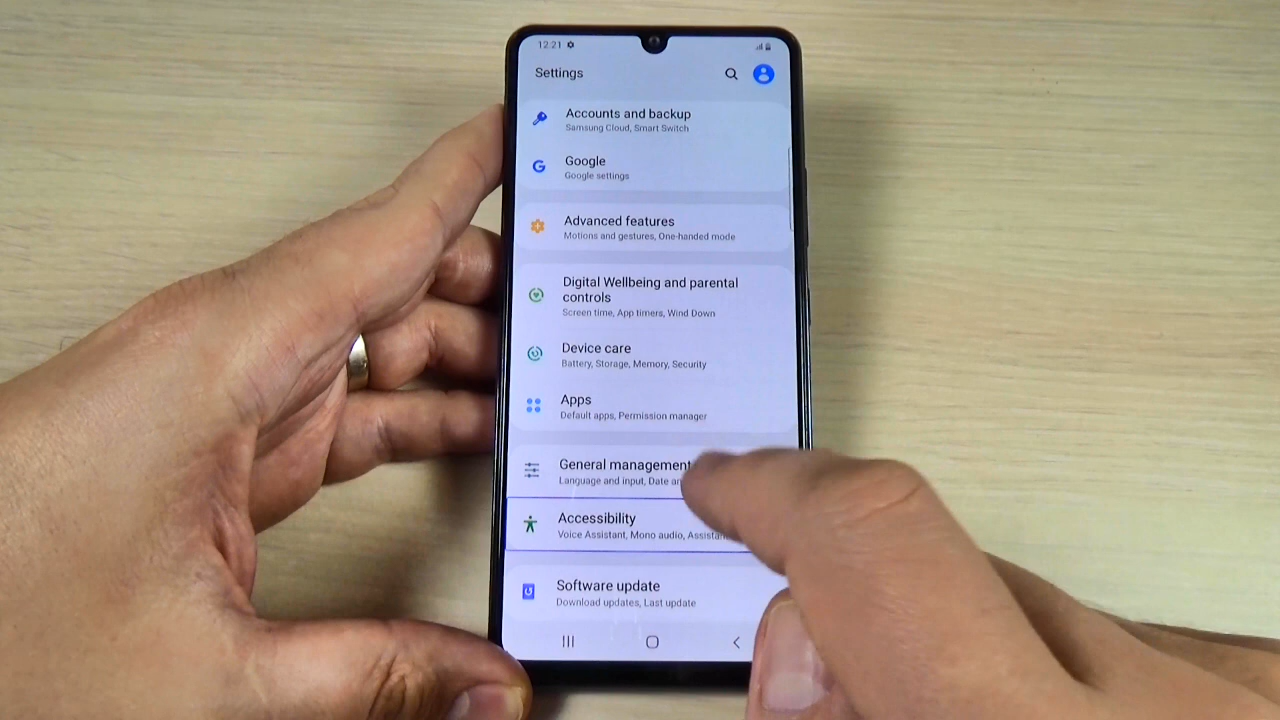 12:21
Settings
Accounts and backup
Samsung Cloud, Smart Switch
Google
Google settings
Advanced features
Motions and gestures, One-handed mode
Digital Wellbeing and parental
controls
Screen time, App timers, Wind Down
Device care
Battery, Storage, Memory, Security
Apps
Default apps, Permission manager
General management
Language and input, Date
Accessibility
Voice Assistant, Mono audio,
Software update
Download updates, Last update